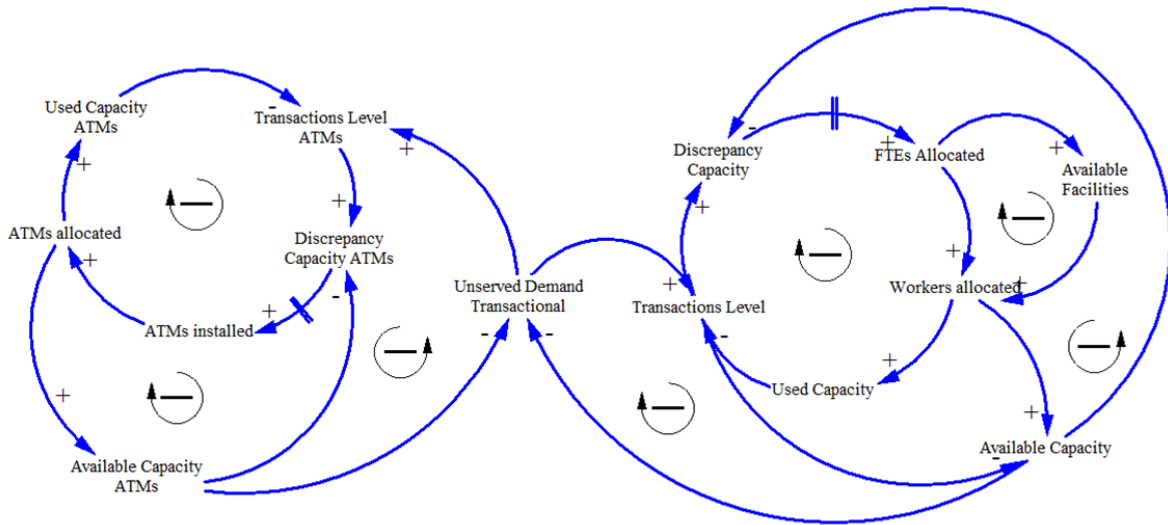 Used Capacity
ATMs
-
Transactions Level
ATMs
+
+
ATMs allocated
+
+
Discrepancy
Capacity ATMs
-
+
ATMs installed
+
Available Capacity
ATMs
Unserved Demand
Transactional
-
-
Discrepancy
Capacity
-
+
+
FTEs Allocated
+
Available
Facilities
+
Workers allocated
+
+
Transactions Level
-
Used Capacity
+
+
Available Capacity
-